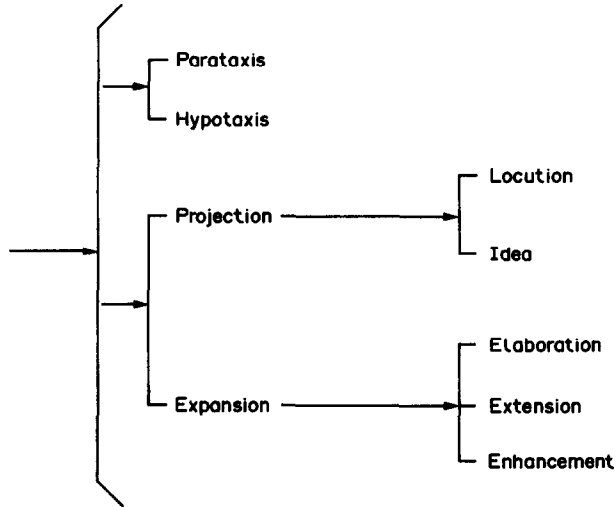 Parataxis
Hypotaxis
Projection
Locution
Idea
Expansion
Elaboration
Extension
Enhancement